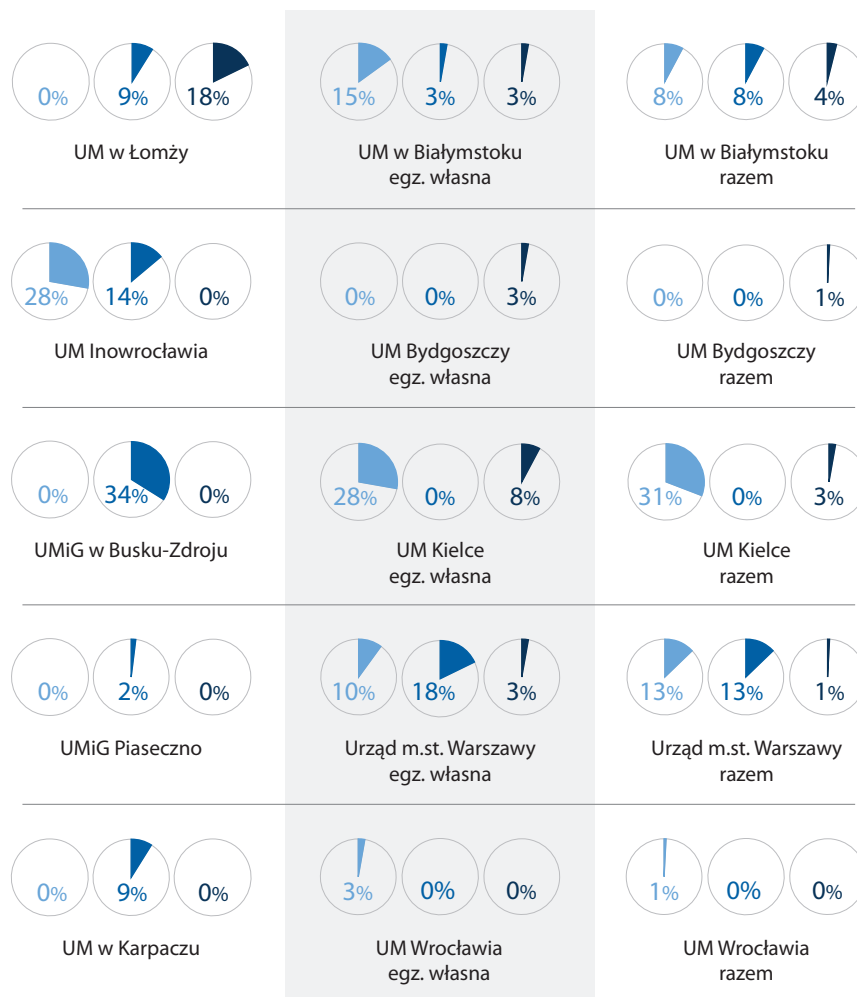 0% 9% 18% 15% 3% 3% 8% 8% 4%
UM w Łomży UM w Białymstoku UM w Białymstoku
egz. własna razem
28% 14% 0% 0% 0% 3% 0% 0% 1%
UM Inowrocławia UM Bydgoszczy UM Bydgoszczy
egz. własna razem
0% 34% 0% 28% 0% 8% 31% 0% 3%
UMiG w Busku-Zdroju UM Kielce UM Kielce
egz. własna razem
0% 2% 0% 10% 18% 3% 13% 13% 1%
UMiG Piaseczno Urząd m.st. Warszawy Urząd m.st. Warszawy
egz. własna razem
0% 9% 0% 3% 0% 0% 1% 0% 0%
UM w Karpaczu UM Wrocławia UM Wrocławia
egz. własna razem